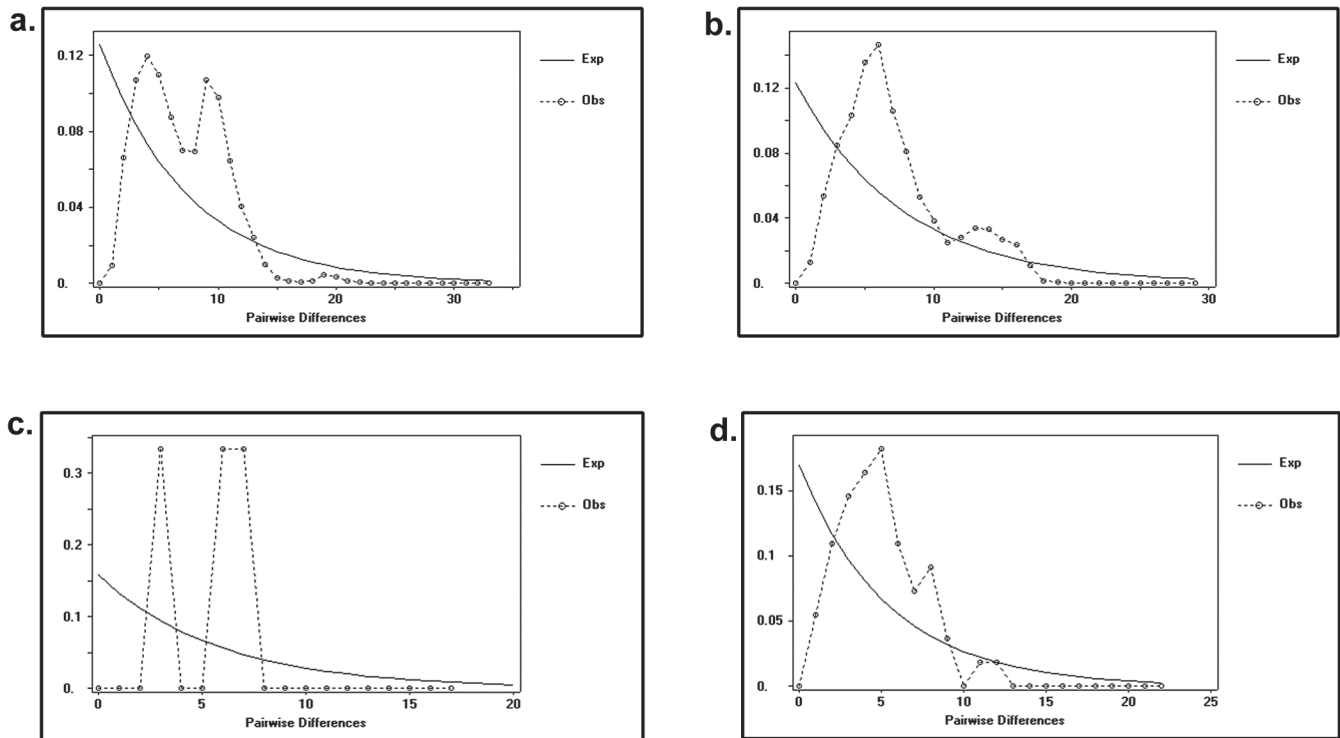 a.
0.12
0.08
0.04
0.
0 10 20 30
Pairwise Differences
Exp
Obs
b.
0.12
0.08
0.04
0.
0 10 20 30
Pairwise Differences
Exp
Obs
c.
0.3
0.2
0.1
0.
0 5 10 15 20
Pairwise Differences
Exp
Obs
d.
0.15
0.1
0.05
0.
0 5 10 15 20 25
Pairwise Differences
Exp
Obs